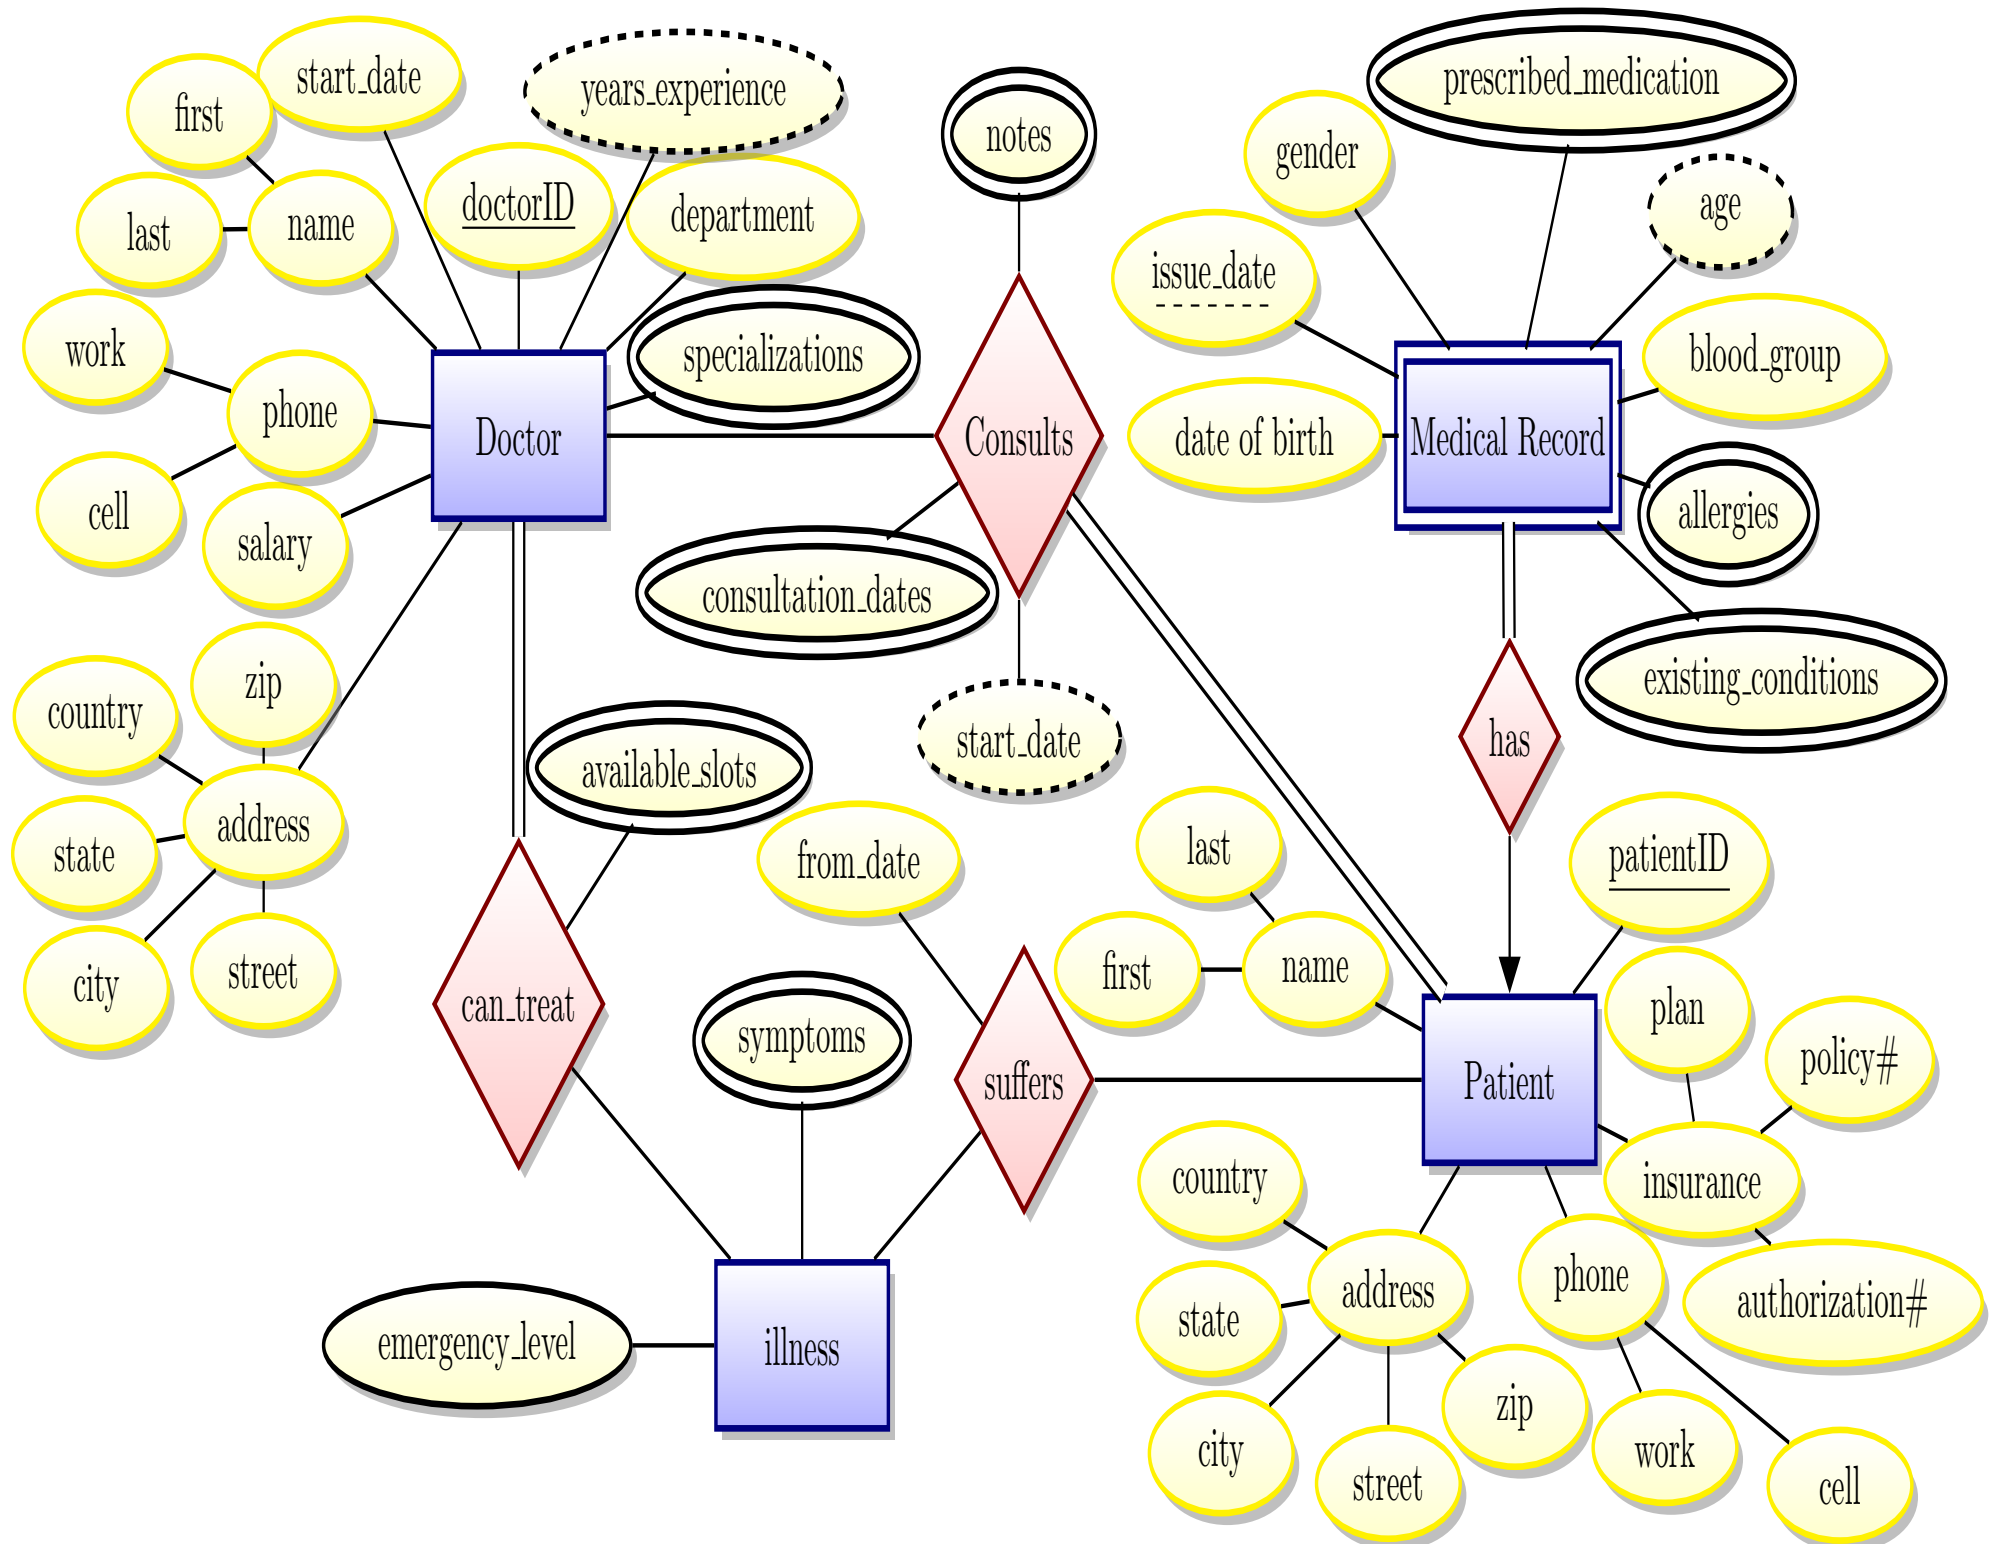 start_date
years_experience
prescribed_medication
first
notes
gender
doctorID
department
age
last
name
issue_date
work
specializations
blood_group
phone
Doctor
Consults
date of birth
Medical Record
cell
salary
allergies
consultation_dates
zip
country
existing_conditions
start_date
has
available_slots
address
state
from_date
last
patientID
city
street
can_treat
first
name
plan
symptoms
suffers
Patient
policy#
country
insurance
address
phone
authorization#
state
emergency_level
illness
zip
city
work
street
cell